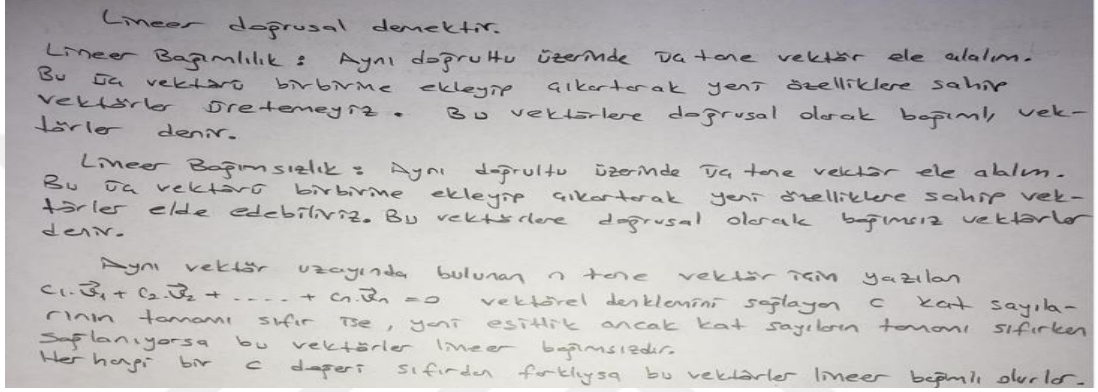 Lineer doğrusal demektir.
Lineer Bağımlılık : Aynı doğrultu üzerinde üç tane vektör ele alalım.
Bu üç vektörü birbirine ekleyip çıkartarak yeni özelliklere sahip
vektörler üretemeyiz. Bu vektörlere doğrusal olarak bağımlı vek-
törler denir.
Lineer Bağımsızlık : Aynı doğrultu üzerinde üç tane vektör ele alalım.
Bu üç vektörü birbirine ekleyip çıkartarak yeni özelliklere sahip vek-
törler elde edebiliriz. Bu vektörlere doğrusal olarak bağımsız vektörler
denir.
Aynı vektör uzayında bulunan n tane vektör için yazılan
c₁.v⃗₁ + c₂.v⃗₂ + ..... + cn.v⃗n = 0 vektörel denklemini sağlayan c kat sayıla-
rının tamamı sıfır ise, yani eşitlik ancak kat sayıların tamamı sıfırken
sağlanıyorsa bu vektörler lineer bağımsızdır.
Her hangi bir c değeri sıfırdan farklıysa bu vektörler lineer bağımlı olurlar.